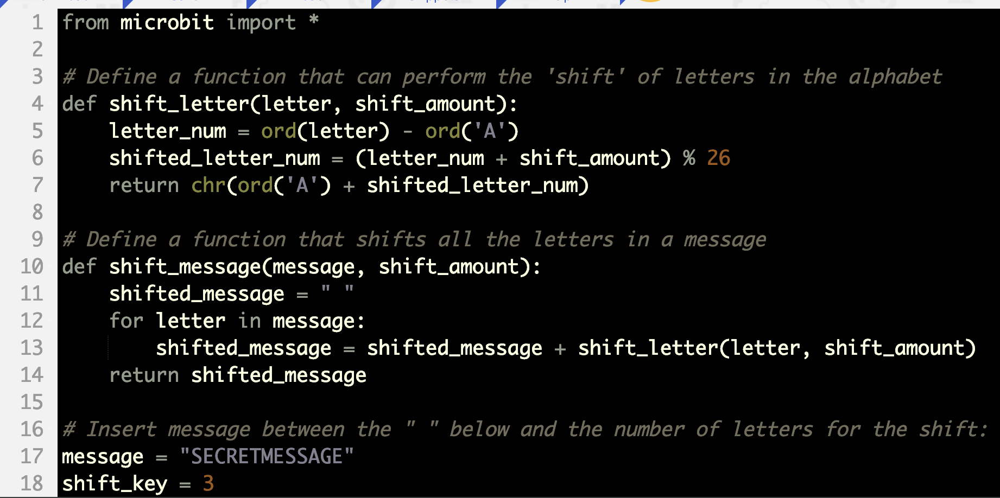 1 from microbit import *
2
3 # Define a function that can perform the 'shift' of letters in the alphabet
4 def shift_letter(letter, shift_amount):
5     letter_num = ord(letter) - ord('A')
6     shifted_letter_num = (letter_num + shift_amount) % 26
7     return chr(ord('A') + shifted_letter_num)
8
9 # Define a function that shifts all the letters in a message
10 def shift_message(message, shift_amount):
11     shifted_message = " "
12     for letter in message:
13         shifted_message = shifted_message + shift_letter(letter, shift_amount)
14     return shifted_message
15
16 # Insert message between the " " below and the number of letters for the shift:
17 message = "SECRETMESSAGE"
18 shift_key = 3